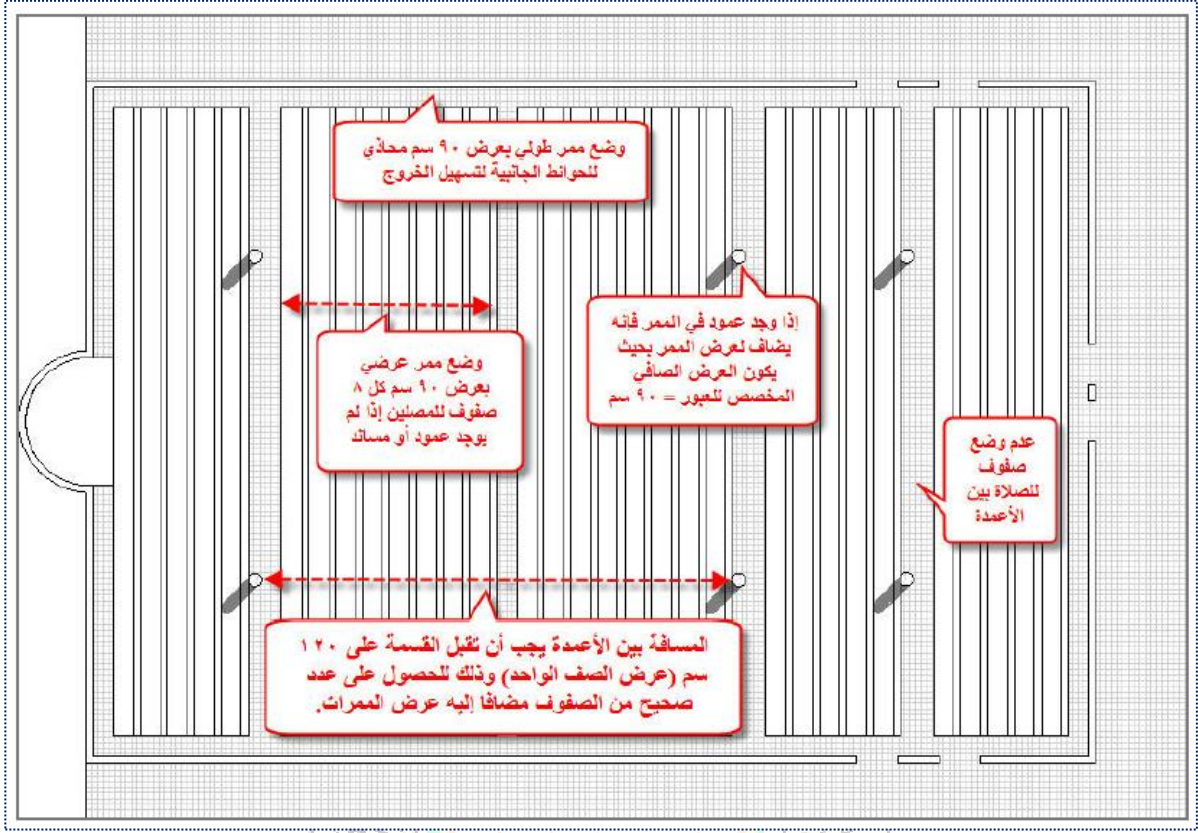 وضع ممر طولي بعرض ٩٠ سم محاذي
للحوائط الجانبية لتسهيل الخروج
إذا وجد عمود في الممر فإنه
يضاف لعرض الممر بحيث
يكون العرض الصافي
المخصص للعبور = ٩٠ سم
وضع ممر عرضي
بعرض ٩٠ سم كل ٨
صفوف للمصلين إذا لم
يوجد عمود أو مساند
عدم وضع
صفوف
للصلاة بين
الأعمدة
المسافة بين الأعمدة يجب أن تقبل القسمة على ١٢٠
سم (عرض الصف الواحد) وذلك للحصول على عدد
صحيح من الصفوف مضافا إليه عرض الممرات.